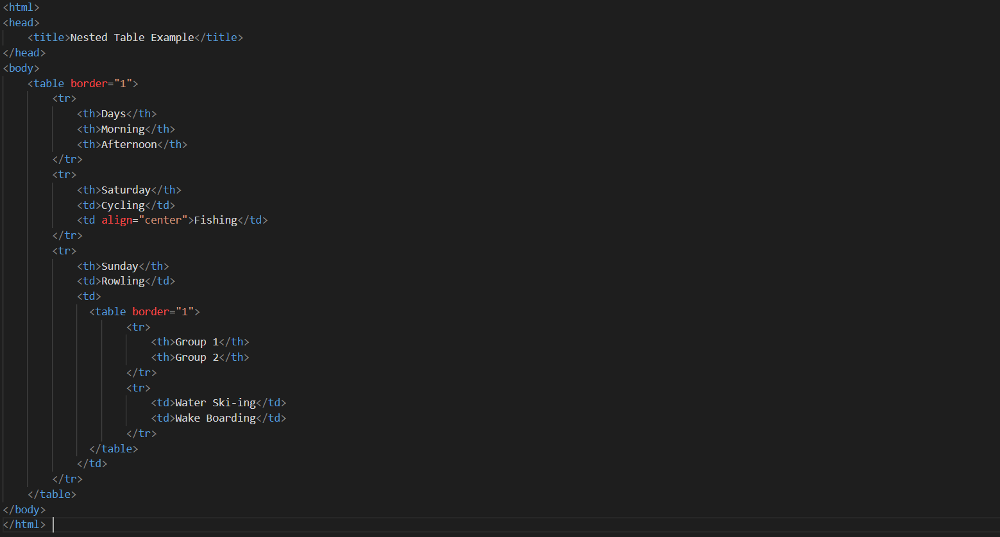 <html>
<head>
    <title>Nested Table Example</title>
</head>
<body>
    <table border="1">
        <tr>
            <th>Days</th>
            <th>Morning</th>
            <th>Afternoon</th>
        </tr>
        <tr>
            <th>Saturday</th>
            <td>Cycling</td>
            <td align="center">Fishing</td>
        </tr>
        <tr>
            <th>Sunday</th>
            <td>Rowling</td>
            <td>
              <table border="1">
                    <tr>
                        <th>Group 1</th>
                        <th>Group 2</th>
                    </tr>
                    <tr>
                        <td>Water Ski-ing</td>
                        <td>Wake Boarding</td>
                    </tr>
              </table>
            </td>
        </tr>
    </table>
</body>
</html>